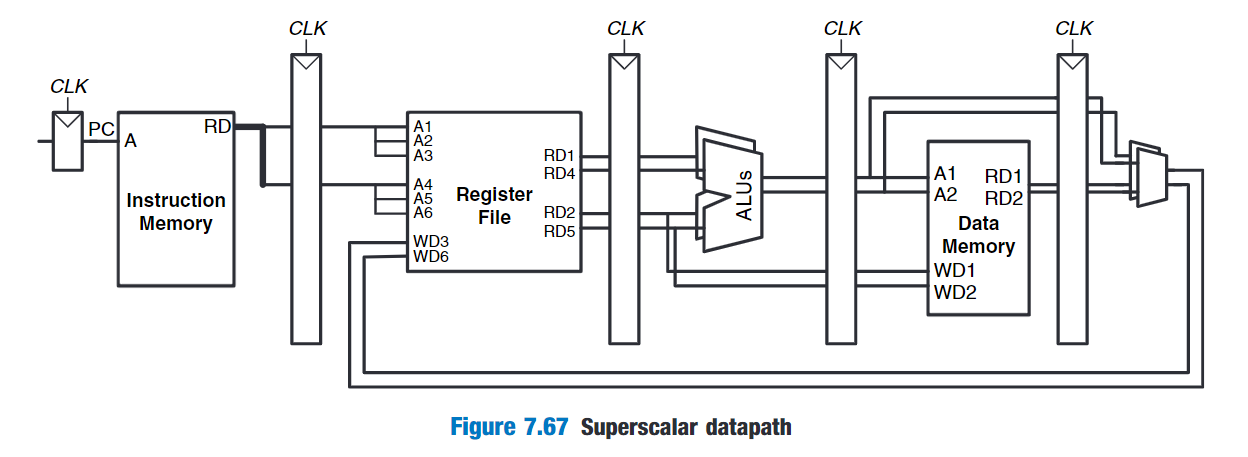 CLK
CLK
CLK
CLK
CLK
PC
A
RD
Instruction
Memory
A1
A2
A3
A4
A5
A6
WD3
WD6
Register
File
RD1
RD4
RD2
RD5
ALUs
A1
A2
RD1
RD2
Data
Memory
WD1
WD2
Figure 7.67 Superscalar datapath